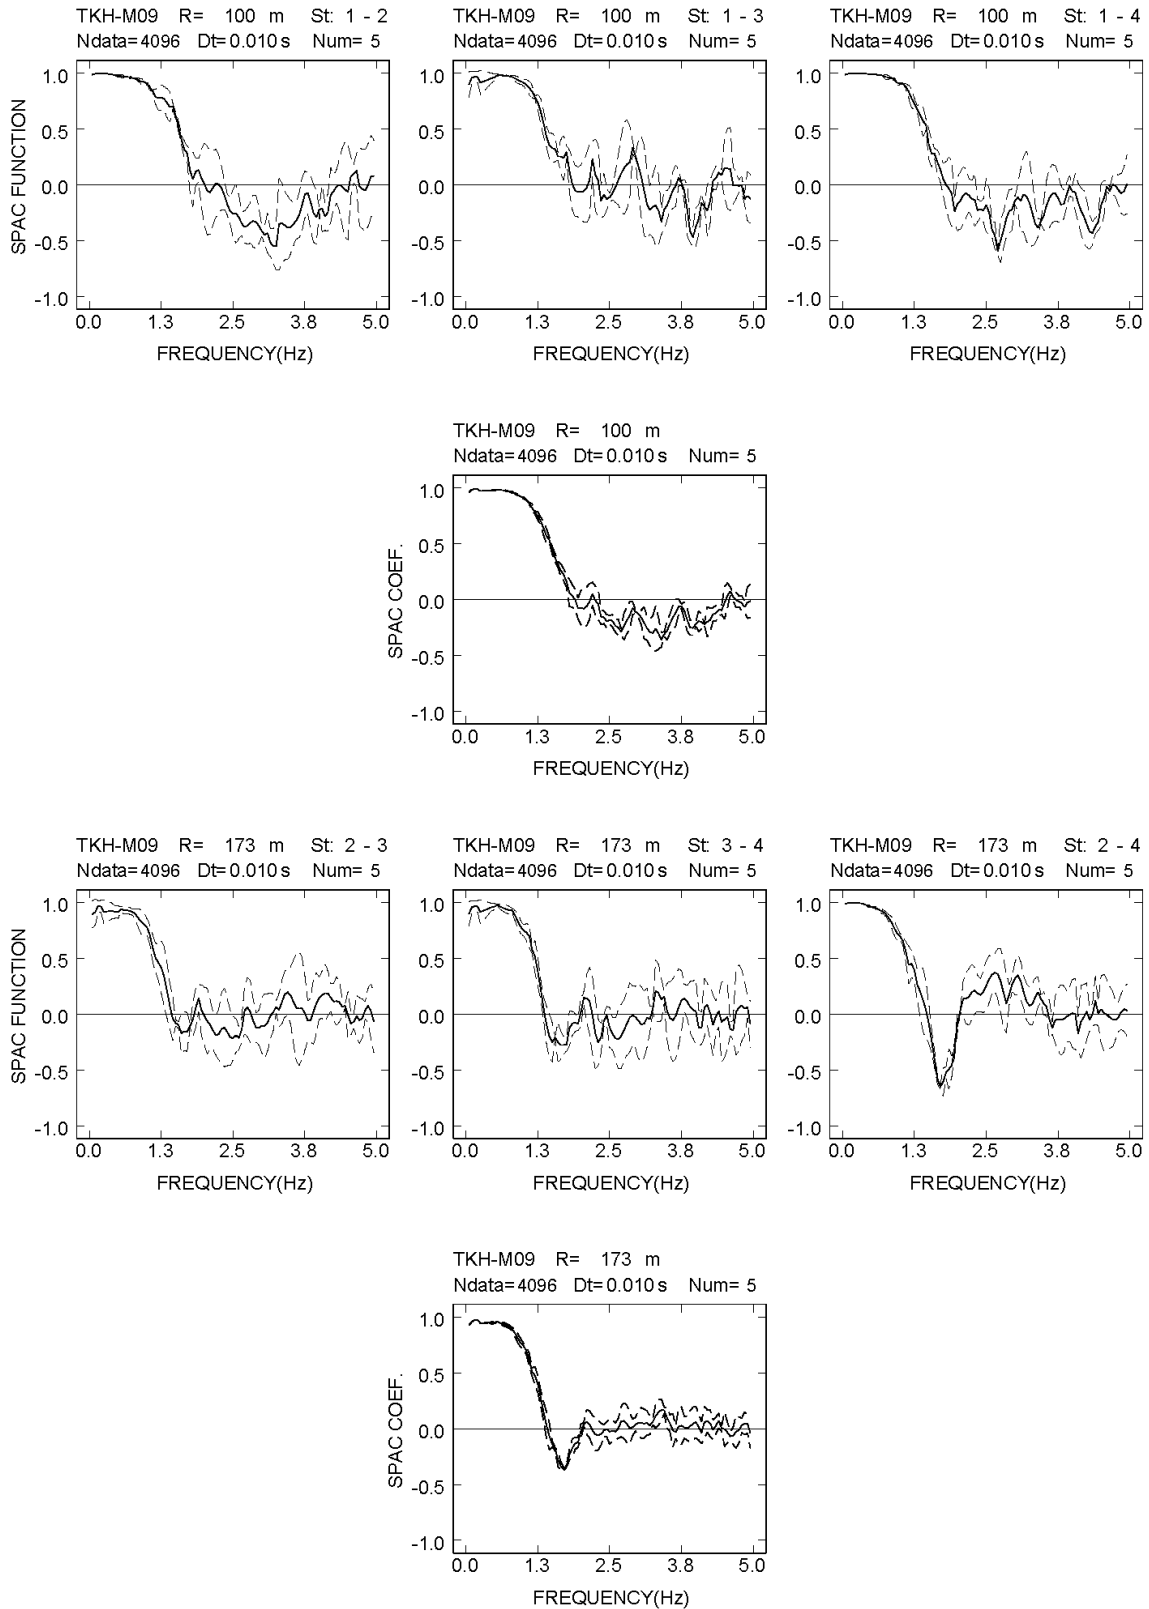 TKH-M09 R= 100 m St: 1 - 2
Ndata=4096 Dt=0.010 s Num= 5
TKH-M09 R= 100 m St: 1 - 3
Ndata=4096 Dt=0.010 s Num= 5
TKH-M09 R= 100 m St: 1 - 4
Ndata=4096 Dt=0.010 s Num= 5
SPAC FUNCTION
1.0
0.5
0.0
-0.5
-1.0
0.0 1.3 2.5 3.8 5.0
FREQUENCY(Hz)
1.0
0.5
0.0
-0.5
-1.0
0.0 1.3 2.5 3.8 5.0
FREQUENCY(Hz)
1.0
0.5
0.0
-0.5
-1.0
0.0 1.3 2.5 3.8 5.0
FREQUENCY(Hz)
TKH-M09 R= 100 m
Ndata=4096 Dt=0.010 s Num= 5
SPAC COEF.
1.0
0.5
0.0
-0.5
-1.0
0.0 1.3 2.5 3.8 5.0
FREQUENCY(Hz)
TKH-M09 R= 173 m St: 2 - 3
Ndata=4096 Dt=0.010 s Num= 5
TKH-M09 R= 173 m St: 3 - 4
Ndata=4096 Dt=0.010 s Num= 5
TKH-M09 R= 173 m St: 2 - 4
Ndata=4096 Dt=0.010 s Num= 5
SPAC FUNCTION
1.0
0.5
0.0
-0.5
-1.0
0.0 1.3 2.5 3.8 5.0
FREQUENCY(Hz)
1.0
0.5
0.0
-0.5
-1.0
0.0 1.3 2.5 3.8 5.0
FREQUENCY(Hz)
1.0
0.5
0.0
-0.5
-1.0
0.0 1.3 2.5 3.8 5.0
FREQUENCY(Hz)
TKH-M09 R= 173 m
Ndata=4096 Dt=0.010 s Num= 5
SPAC COEF.
1.0
0.5
0.0
-0.5
-1.0
0.0 1.3 2.5 3.8 5.0
FREQUENCY(Hz)